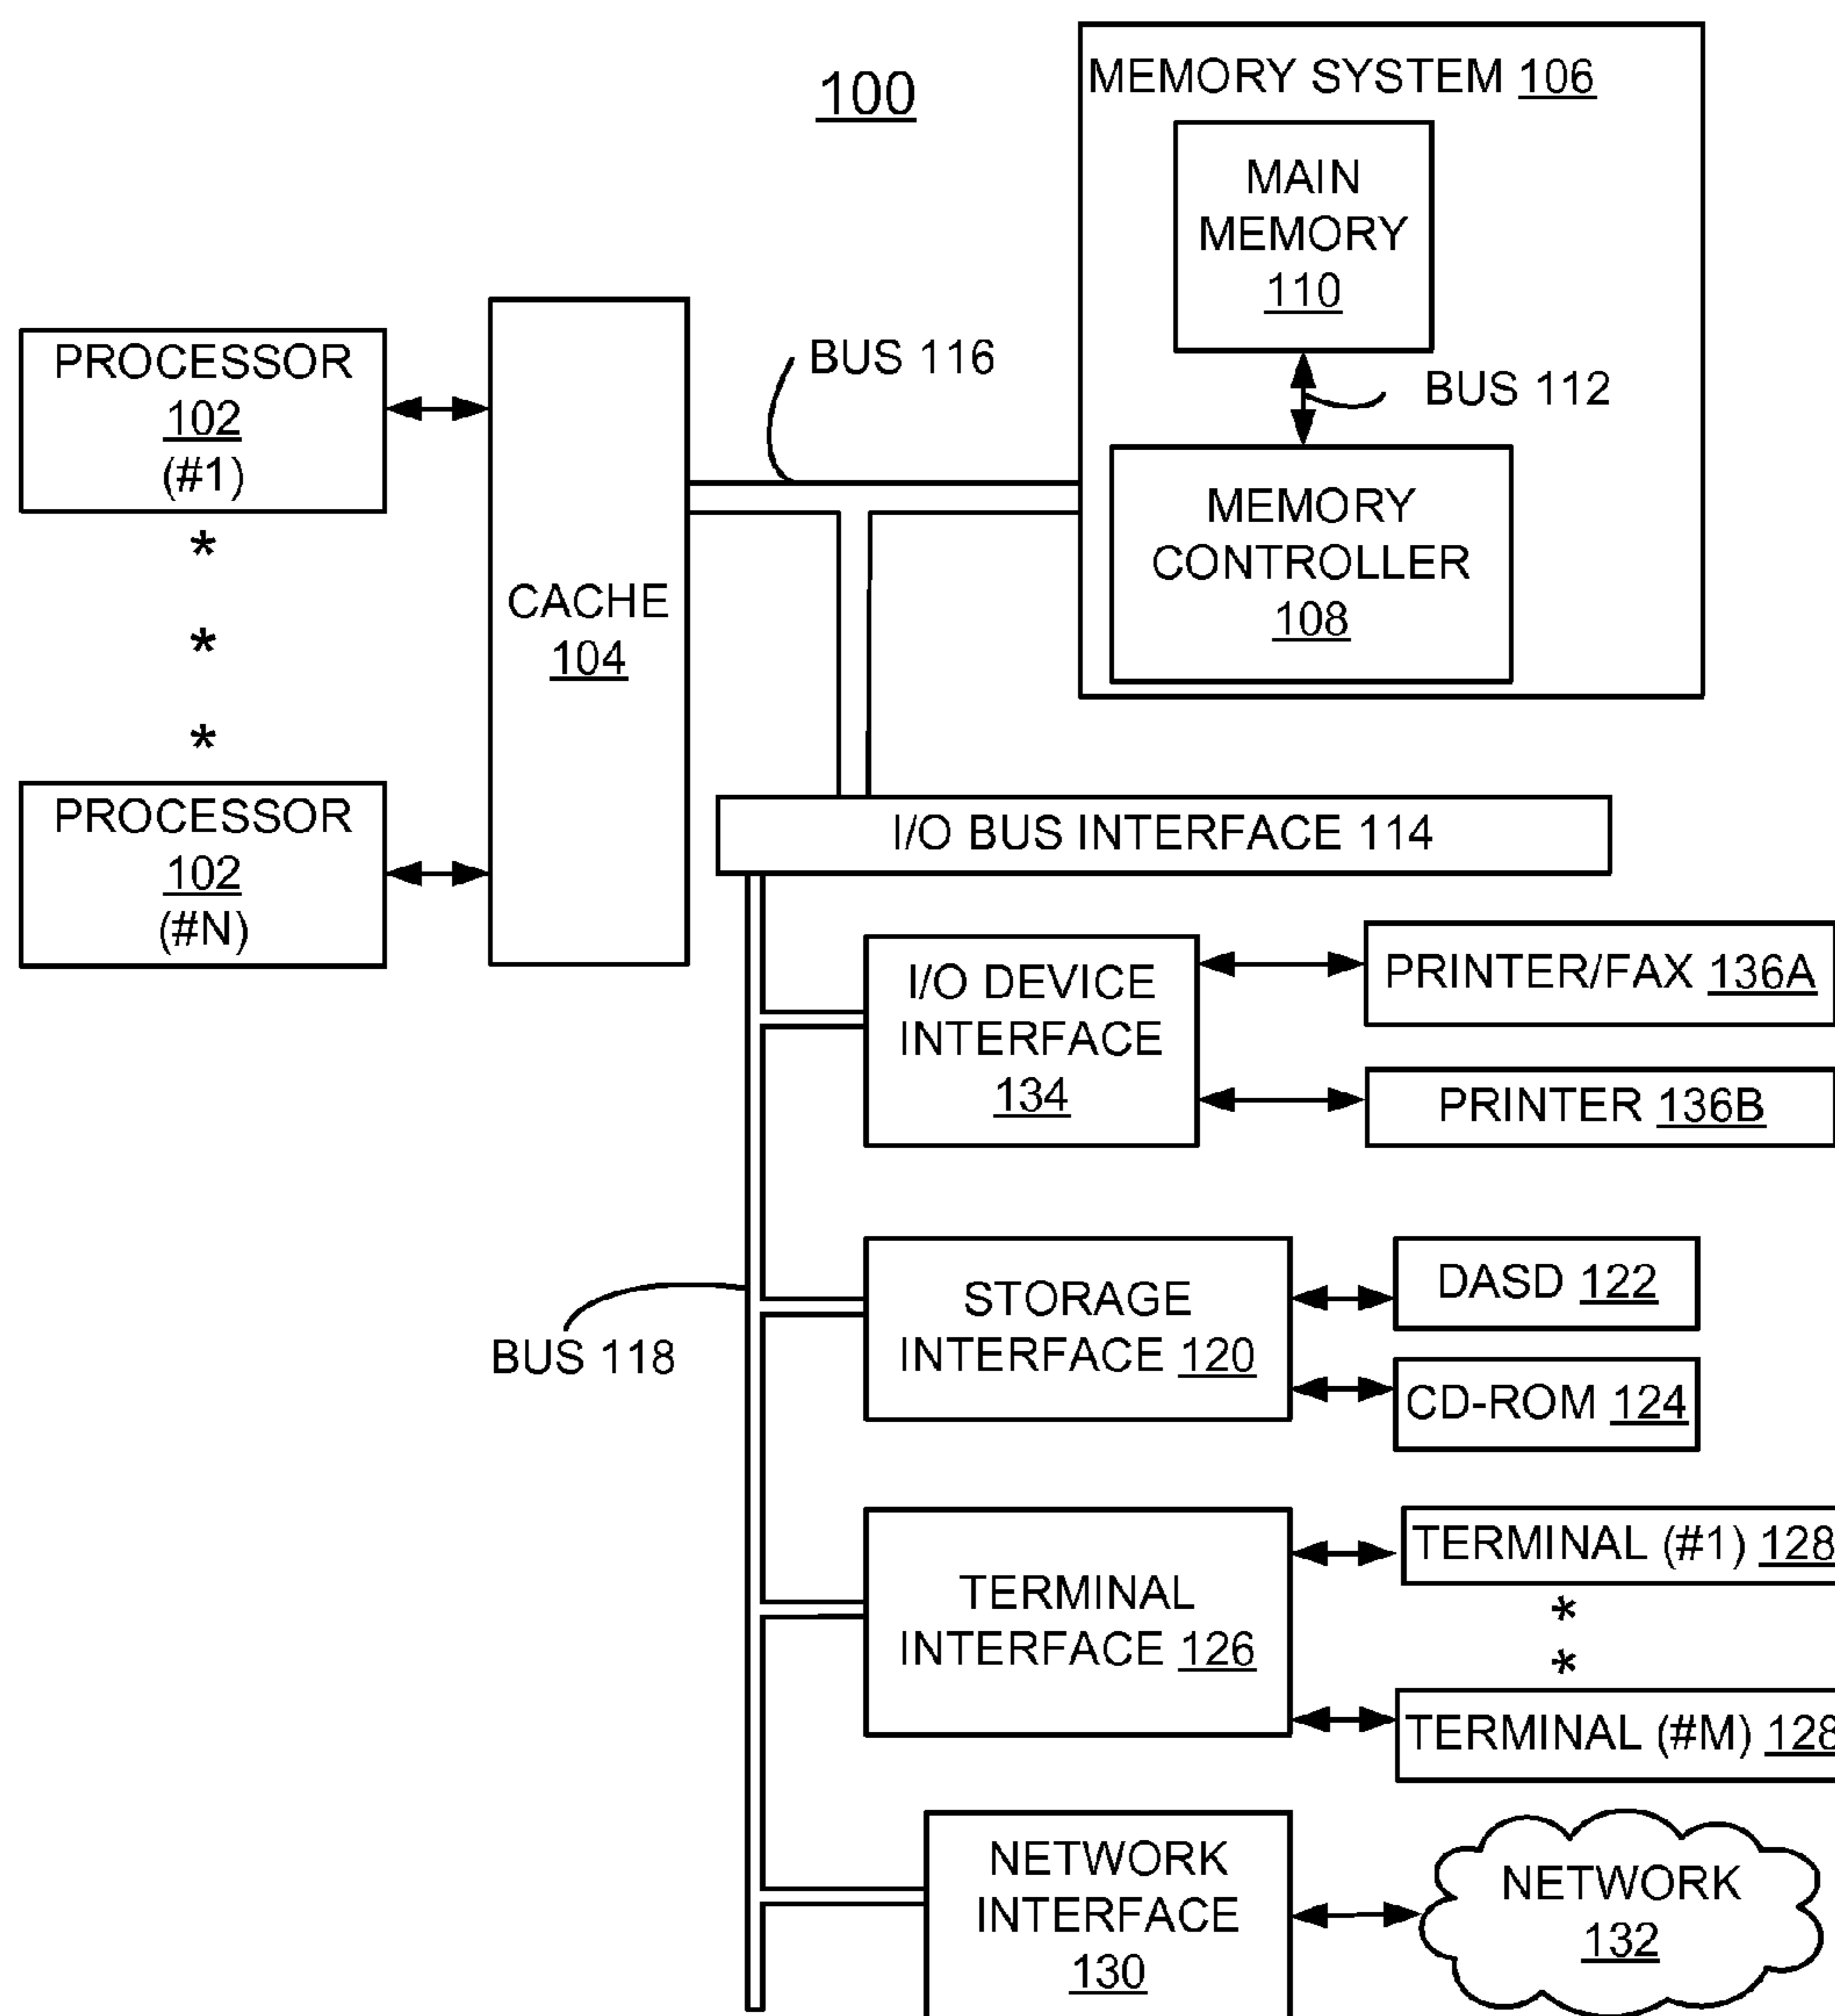 100
MEMORY SYSTEM 106
MAIN
MEMORY
110
BUS 112
MEMORY
CONTROLLER
108
BUS 116
PROCESSOR
102
(#1)
*
*
*
PROCESSOR
102
(#N)
CACHE
104
I/O BUS INTERFACE 114
I/O DEVICE
INTERFACE
134
PRINTER/FAX 136A
PRINTER 136B
BUS 118
STORAGE
INTERFACE 120
DASD 122
CD-ROM 124
TERMINAL
INTERFACE 126
TERMINAL (#1) 128
*
*
TERMINAL (#M) 128
NETWORK
INTERFACE
130
NETWORK
132